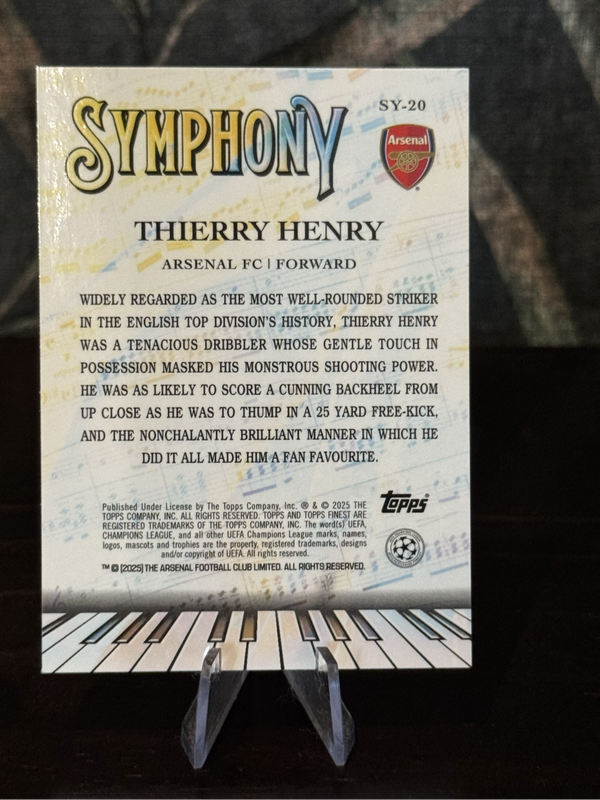 SYMPHONY
SY-20
Arsenal
THIERRY HENRY
ARSENAL FC | FORWARD
WIDELY REGARDED AS THE MOST WELL-ROUNDED STRIKER
IN THE ENGLISH TOP DIVISION'S HISTORY, THIERRY HENRY
WAS A TENACIOUS DRIBBLER WHOSE GENTLE TOUCH IN
POSSESSION MASKED HIS MONSTROUS SHOOTING POWER.
HE WAS AS LIKELY TO SCORE A CUNNING BACKHEEL FROM
UP CLOSE AS HE WAS TO THUMP IN A 25 YARD FREE-KICK,
AND THE NONCHALANTLY BRILLIANT MANNER IN WHICH HE
DID IT ALL MADE HIM A FAN FAVOURITE.
Published Under License by The Topps Company, Inc. ® & © 2025 THE
TOPPS COMPANY, INC. ALL RIGHTS RESERVED. TOPPS AND TOPPS FINEST ARE
REGISTERED TRADEMARKS OF THE TOPPS COMPANY, INC. The word(s) UEFA,
CHAMPIONS LEAGUE, and all other UEFA Champions League marks, names,
logos, mascots and trophies are the property, registered trademarks, designs
and/or copyright of UEFA. All rights reserved.
™ © [2025] THE ARSENAL FOOTBALL CLUB LIMITED. ALL RIGHTS RESERVED.
Topps